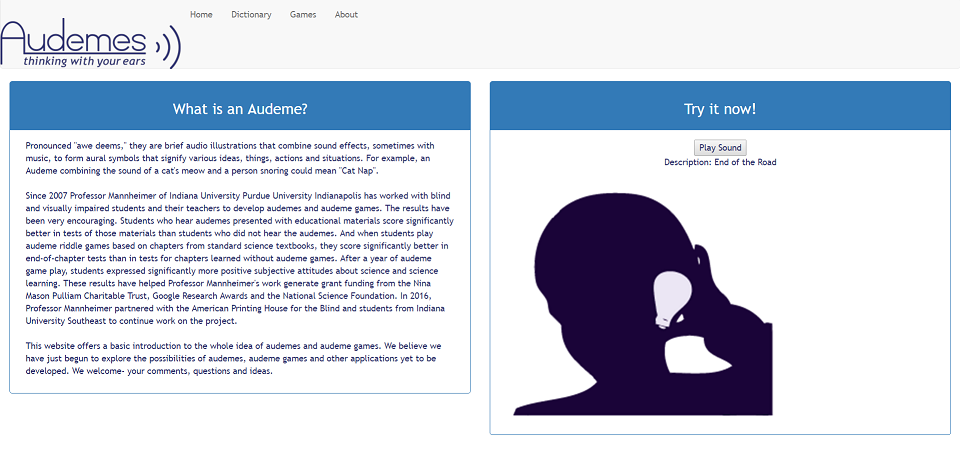 Home Dictionary Games About
Audemes
thinking with your ears
What is an Audeme?
Pronounced "awe deems," they are brief audio illustrations that combine sound effects, sometimes with
music, to form aural symbols that signify various ideas, things, actions and situations. For example, an
Audeme combining the sound of a cat's meow and a person snoring could mean "Cat Nap".
Since 2007 Professor Mannheimer of Indiana University Purdue University Indianapolis has worked with blind
and visually impaired students and their teachers to develop audemes and audeme games. The results have
been very encouraging. Students who hear audemes presented with educational materials score significantly
better in tests of those materials than students who did not hear the audemes. And when students play
audeme riddle games based on chapters from standard science textbooks, they score significantly better in
end-of-chapter tests than in tests for chapters learned without audeme games. After a year of audeme
game play, students expressed significantly more positive subjective attitudes about science and science
learning. These results have helped Professor Mannheimer's work generate grant funding from the Nina
Mason Pulliam Charitable Trust, Google Research Awards and the National Science Foundation. In 2016,
Professor Mannheimer partnered with the American Printing House for the Blind and students from Indiana
University Southeast to continue work on the project.
This website offers a basic introduction to the whole idea of audemes and audeme games. We believe we
have just begun to explore the possibilities of audemes, audeme games and other applications yet to be
developed. We welcome- your comments, questions and ideas.
Try it now!
Play Sound
Description: End of the Road